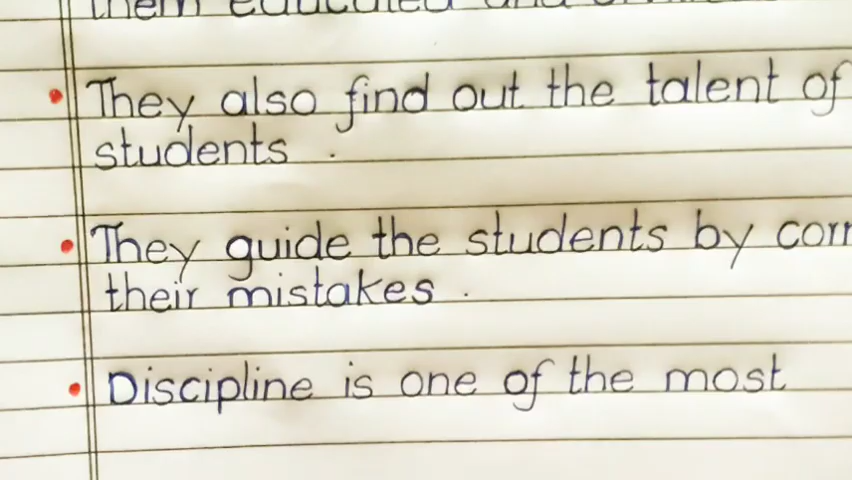 They also find out the talent of
students .
They guide the students by
their mistakes .
Discipline is one of the most